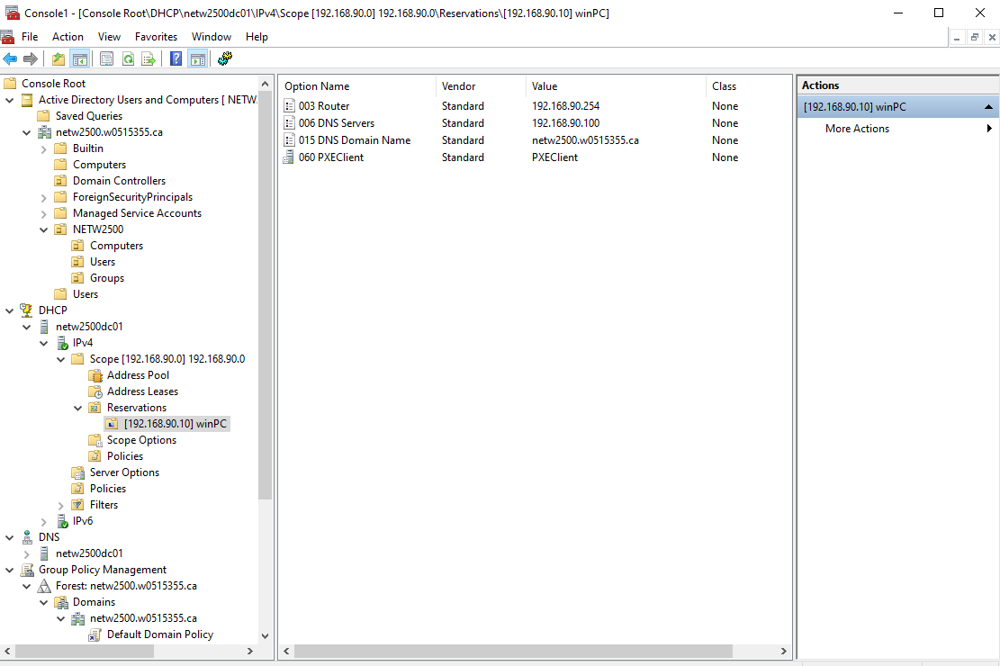 Console1 - [Console Root\DHCP\netw2500dc01\IPv4\Scope [192.168.90.0] 192.168.90.0\Reservations\[192.168.90.10] winPC]
File Action View Favorites Window Help
Console Root
Active Directory Users and Computers [ NETW
Saved Queries
netw2500.w0515355.ca
Builtin
Computers
Domain Controllers
ForeignSecurityPrincipals
Managed Service Accounts
NETW2500
Computers
Users
Groups
Users
DHCP
netw2500dc01
IPv4
Scope [192.168.90.0] 192.168.90.0
Address Pool
Address Leases
Reservations
[192.168.90.10] winPC
Scope Options
Policies
Server Options
Policies
Filters
IPv6
DNS
netw2500dc01
Group Policy Management
Forest: netw2500.w0515355.ca
Domains
netw2500.w0515355.ca
Default Domain Policy
Option Name Vendor Value Class
003 Router Standard 192.168.90.254 None
006 DNS Servers Standard 192.168.90.100 None
015 DNS Domain Name Standard netw2500.w0515355.ca None
060 PXEClient Standard PXEClient None
Actions
[192.168.90.10] winPC
More Actions